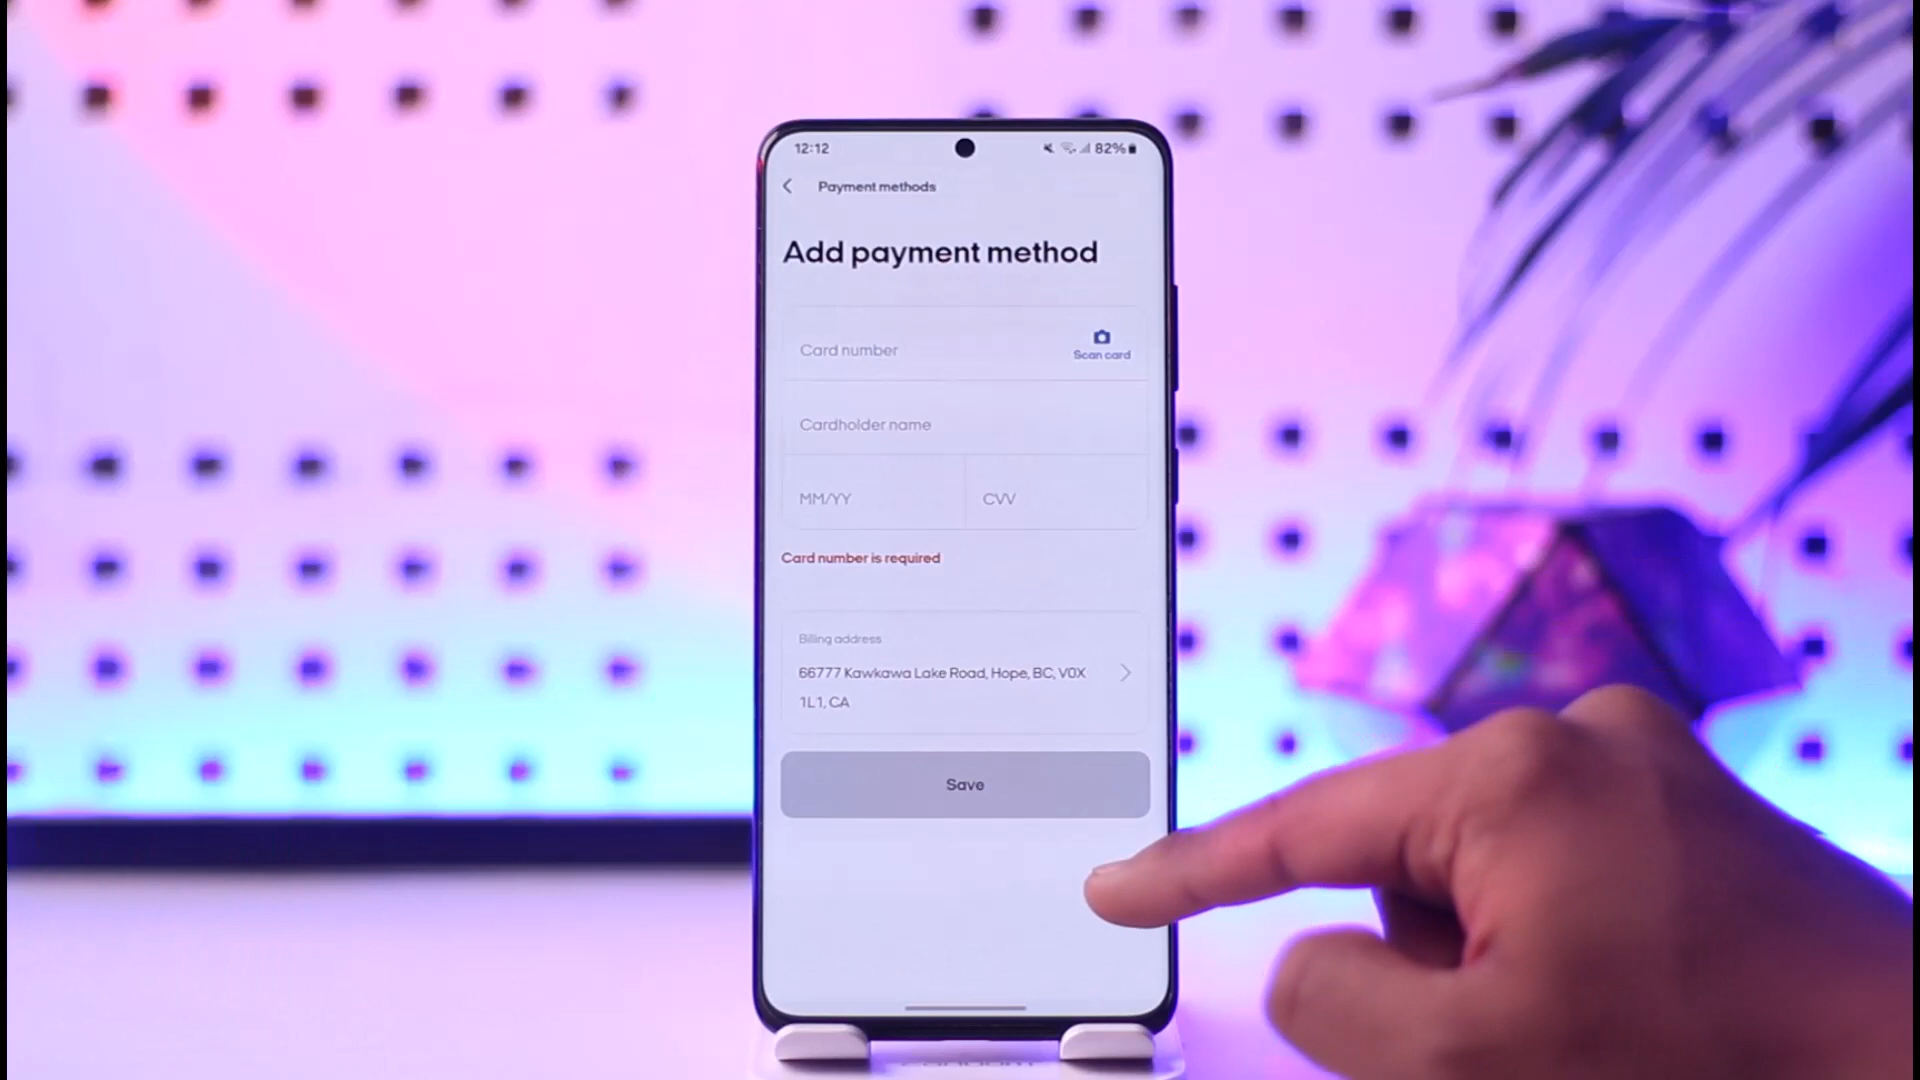 12:12 82%
Payment methods
Add payment method
Card number
Scan card
Cardholder name
MM/YY CVV
Card number is required
Billing address
66777 Kawkawa Lake Road, Hope, BC, V0X
1L1, CA
Save